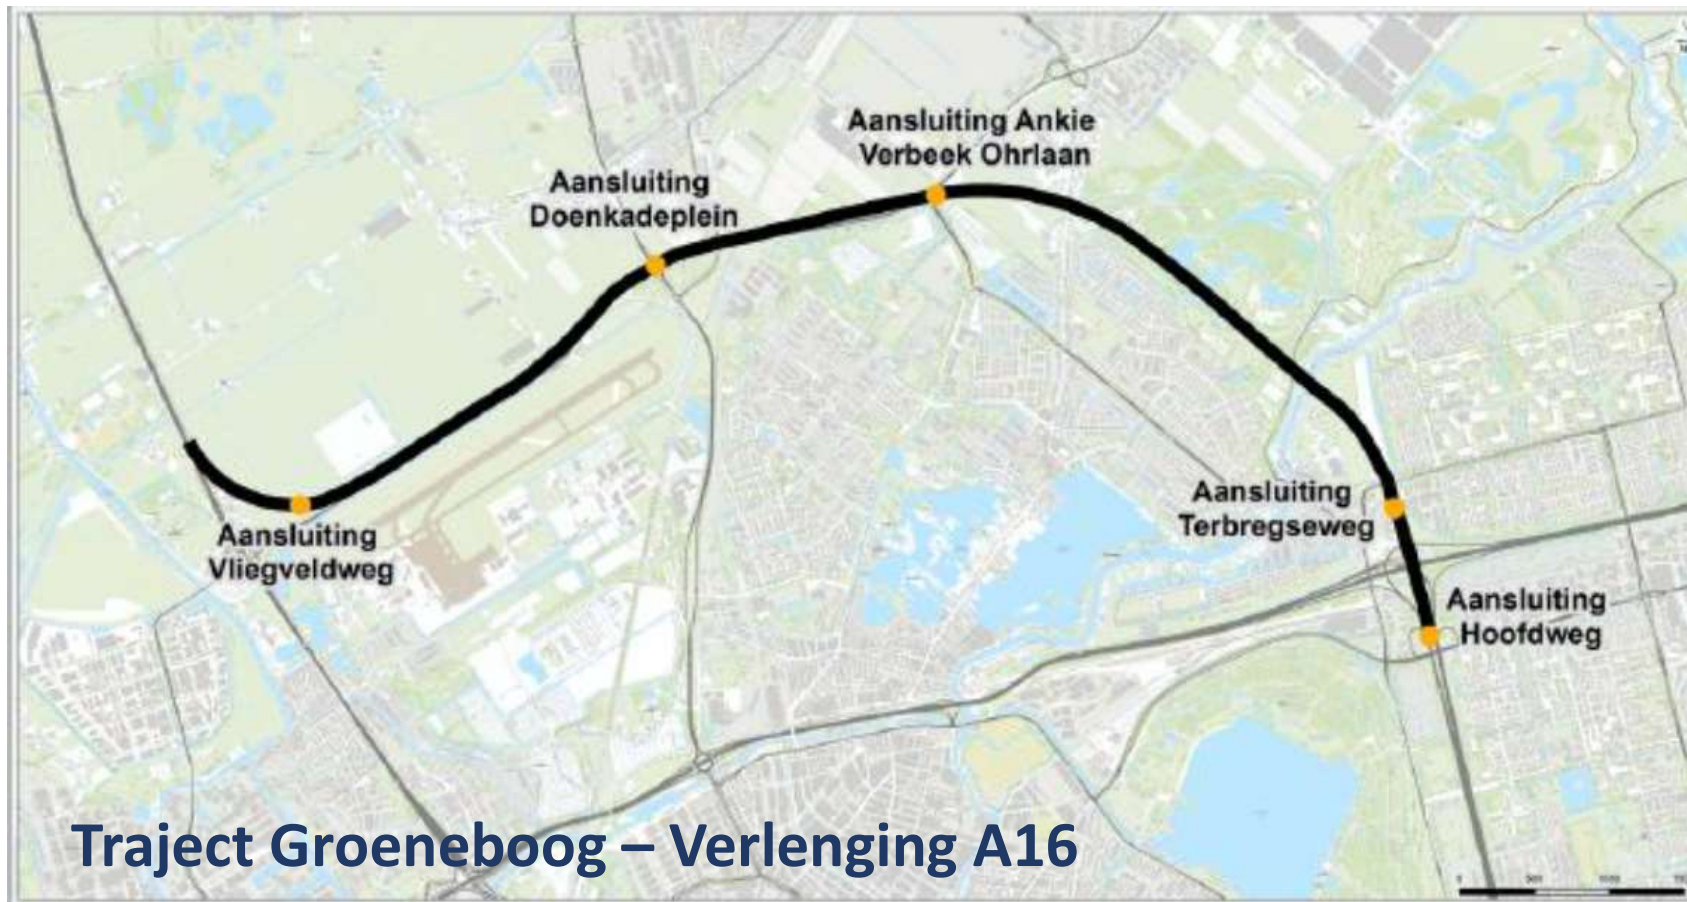 Aansluiting Ankie
Verbeek Ohrlaan
Aansluiting
Doenkadeplein
Aansluiting
Terbregseweg
Aansluiting
Vliegveldweg
Aansluiting
Hoofdweg
Traject Groeneboog – Verlenging A16